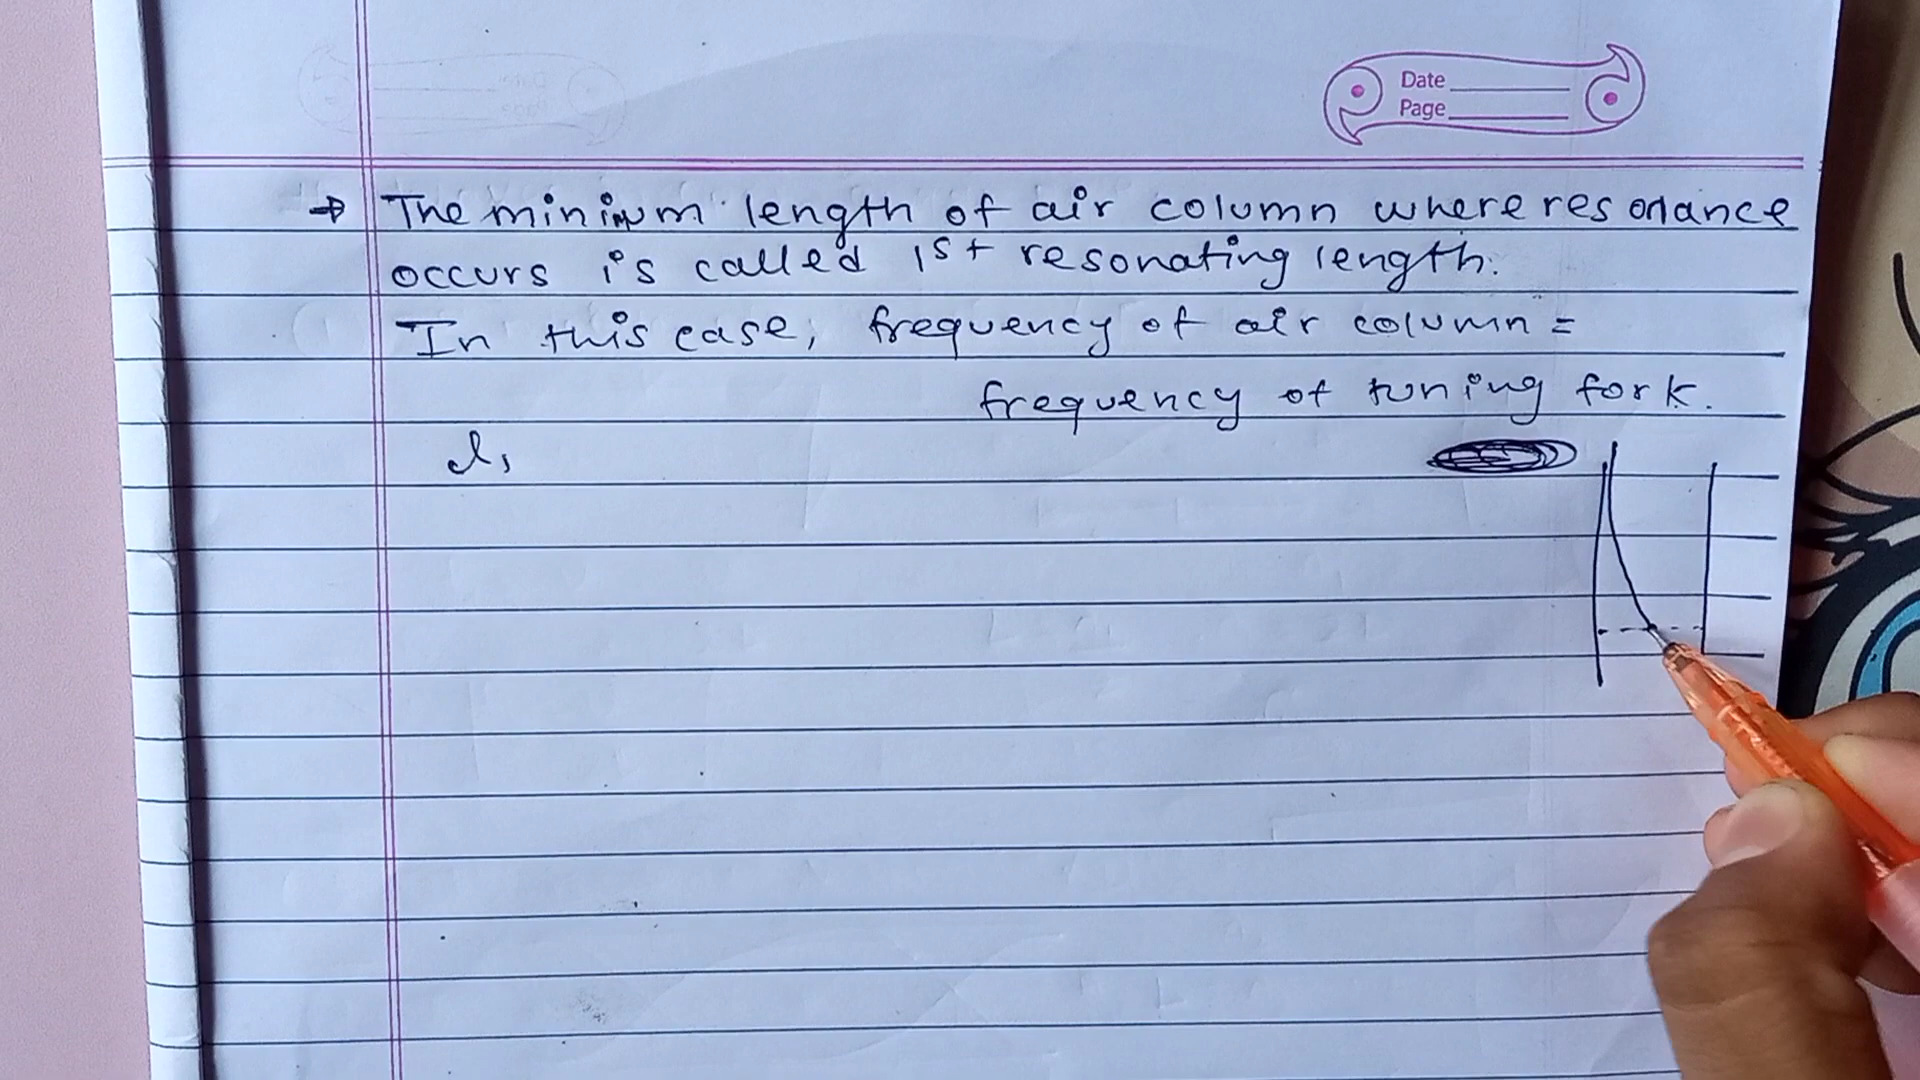 Date
Page
→ The minimum length of air column where resonance
occurs is called 1st resonating length.
In this case, frequency of air column =
frequency of tuning fork.
l₁